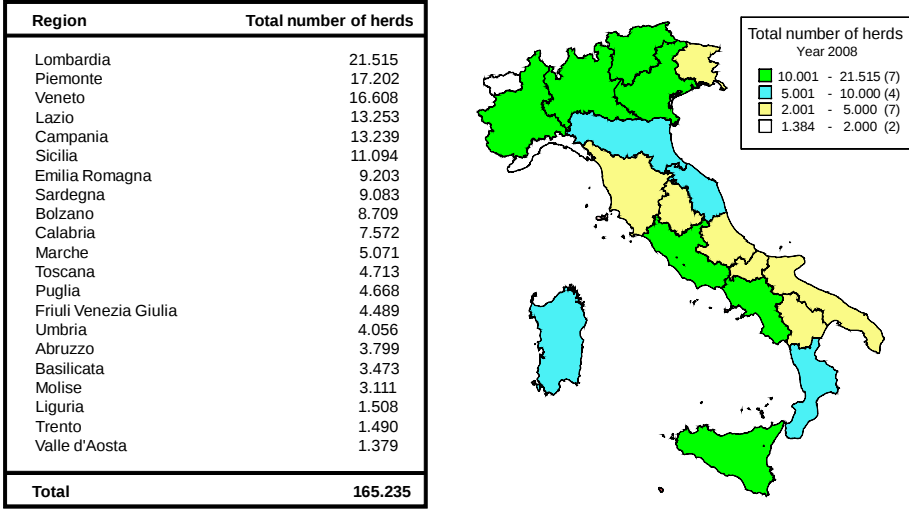 Region Total number of herds
Lombardia 21.515
Piemonte 17.202
Veneto 16.608
Lazio 13.253
Campania 13.239
Sicilia 11.094
Emilia Romagna 9.203
Sardegna 9.083
Bolzano 8.709
Calabria 7.572
Marche 5.071
Toscana 4.713
Puglia 4.668
Friuli Venezia Giulia 4.489
Umbria 4.056
Abruzzo 3.799
Basilicata 3.473
Molise 3.111
Liguria 1.508
Trento 1.490
Valle d'Aosta 1.379
Total 165.235
Total number of herds
Year 2008
10.001 - 21.515 (7)
5.001 - 10.000 (4)
2.001 - 5.000 (7)
1.384 - 2.000 (2)